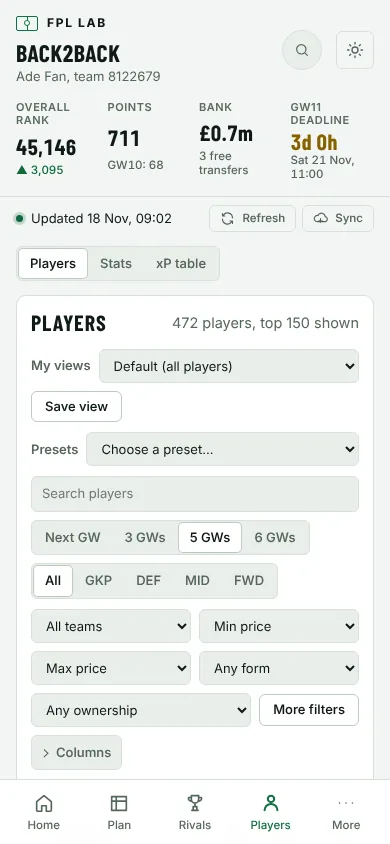 FPL LAB
BACK2BACK
Ade Fan, team 8122679
OVERALL RANK
45,146
▲ 3,095
POINTS
711
GW10: 68
BANK
£0.7m
3 free transfers
GW11 DEADLINE
3d 0h
Sat 21 Nov, 11:00
Updated 18 Nov, 09:02
Refresh
Sync
Players Stats xP table
PLAYERS
472 players, top 150 shown
My views Default (all players)
Save view
Presets Choose a preset...
Search players
Next GW 3 GWs 5 GWs 6 GWs
All GKP DEF MID FWD
All teams Min price
Max price Any form
Any ownership More filters
Columns
Home Plan Rivals Players More